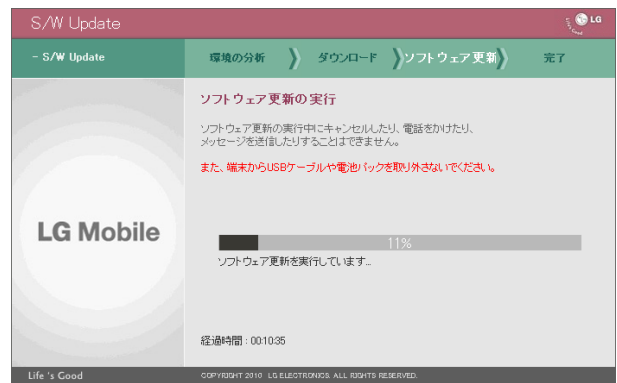 S/W Update
LG
- S/W Update
環境の分析 》 ダウンロード 》ソフトウェア更新》 完了
ソフトウェア更新の実行
ソフトウェア更新の実行中にキャンセルしたり、電話をかけたり、
メッセージを送信したりすることはできません。
また、端末からUSBケーブルや電池パックを取り外さないでください。
LG Mobile
11%
ソフトウェア更新を実行しています...
経過時間 : 00:10:35
Life 's Good
COPYRIGHT 2010 LG ELECTRONICS. ALL RIGHTS RESERVED.